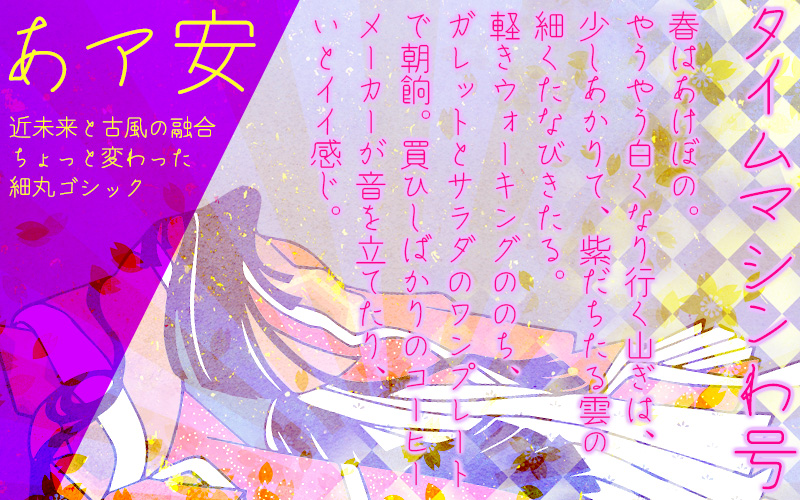 あア安
近未来と古風の融合
ちょっと変わった
細丸ゴシック
タイムマシンわ号
春はあけぼの。
やうやう白くなり行く山ぎは、
少しあかりて、紫だちたる雲の
細くたなびきたる。
軽きウォーキングののち、
ガレットとサラダのワンプレート
で朝餉。買ひしばかりのコーヒー
メーカーが音を立てたり、
いとイイ感じ。